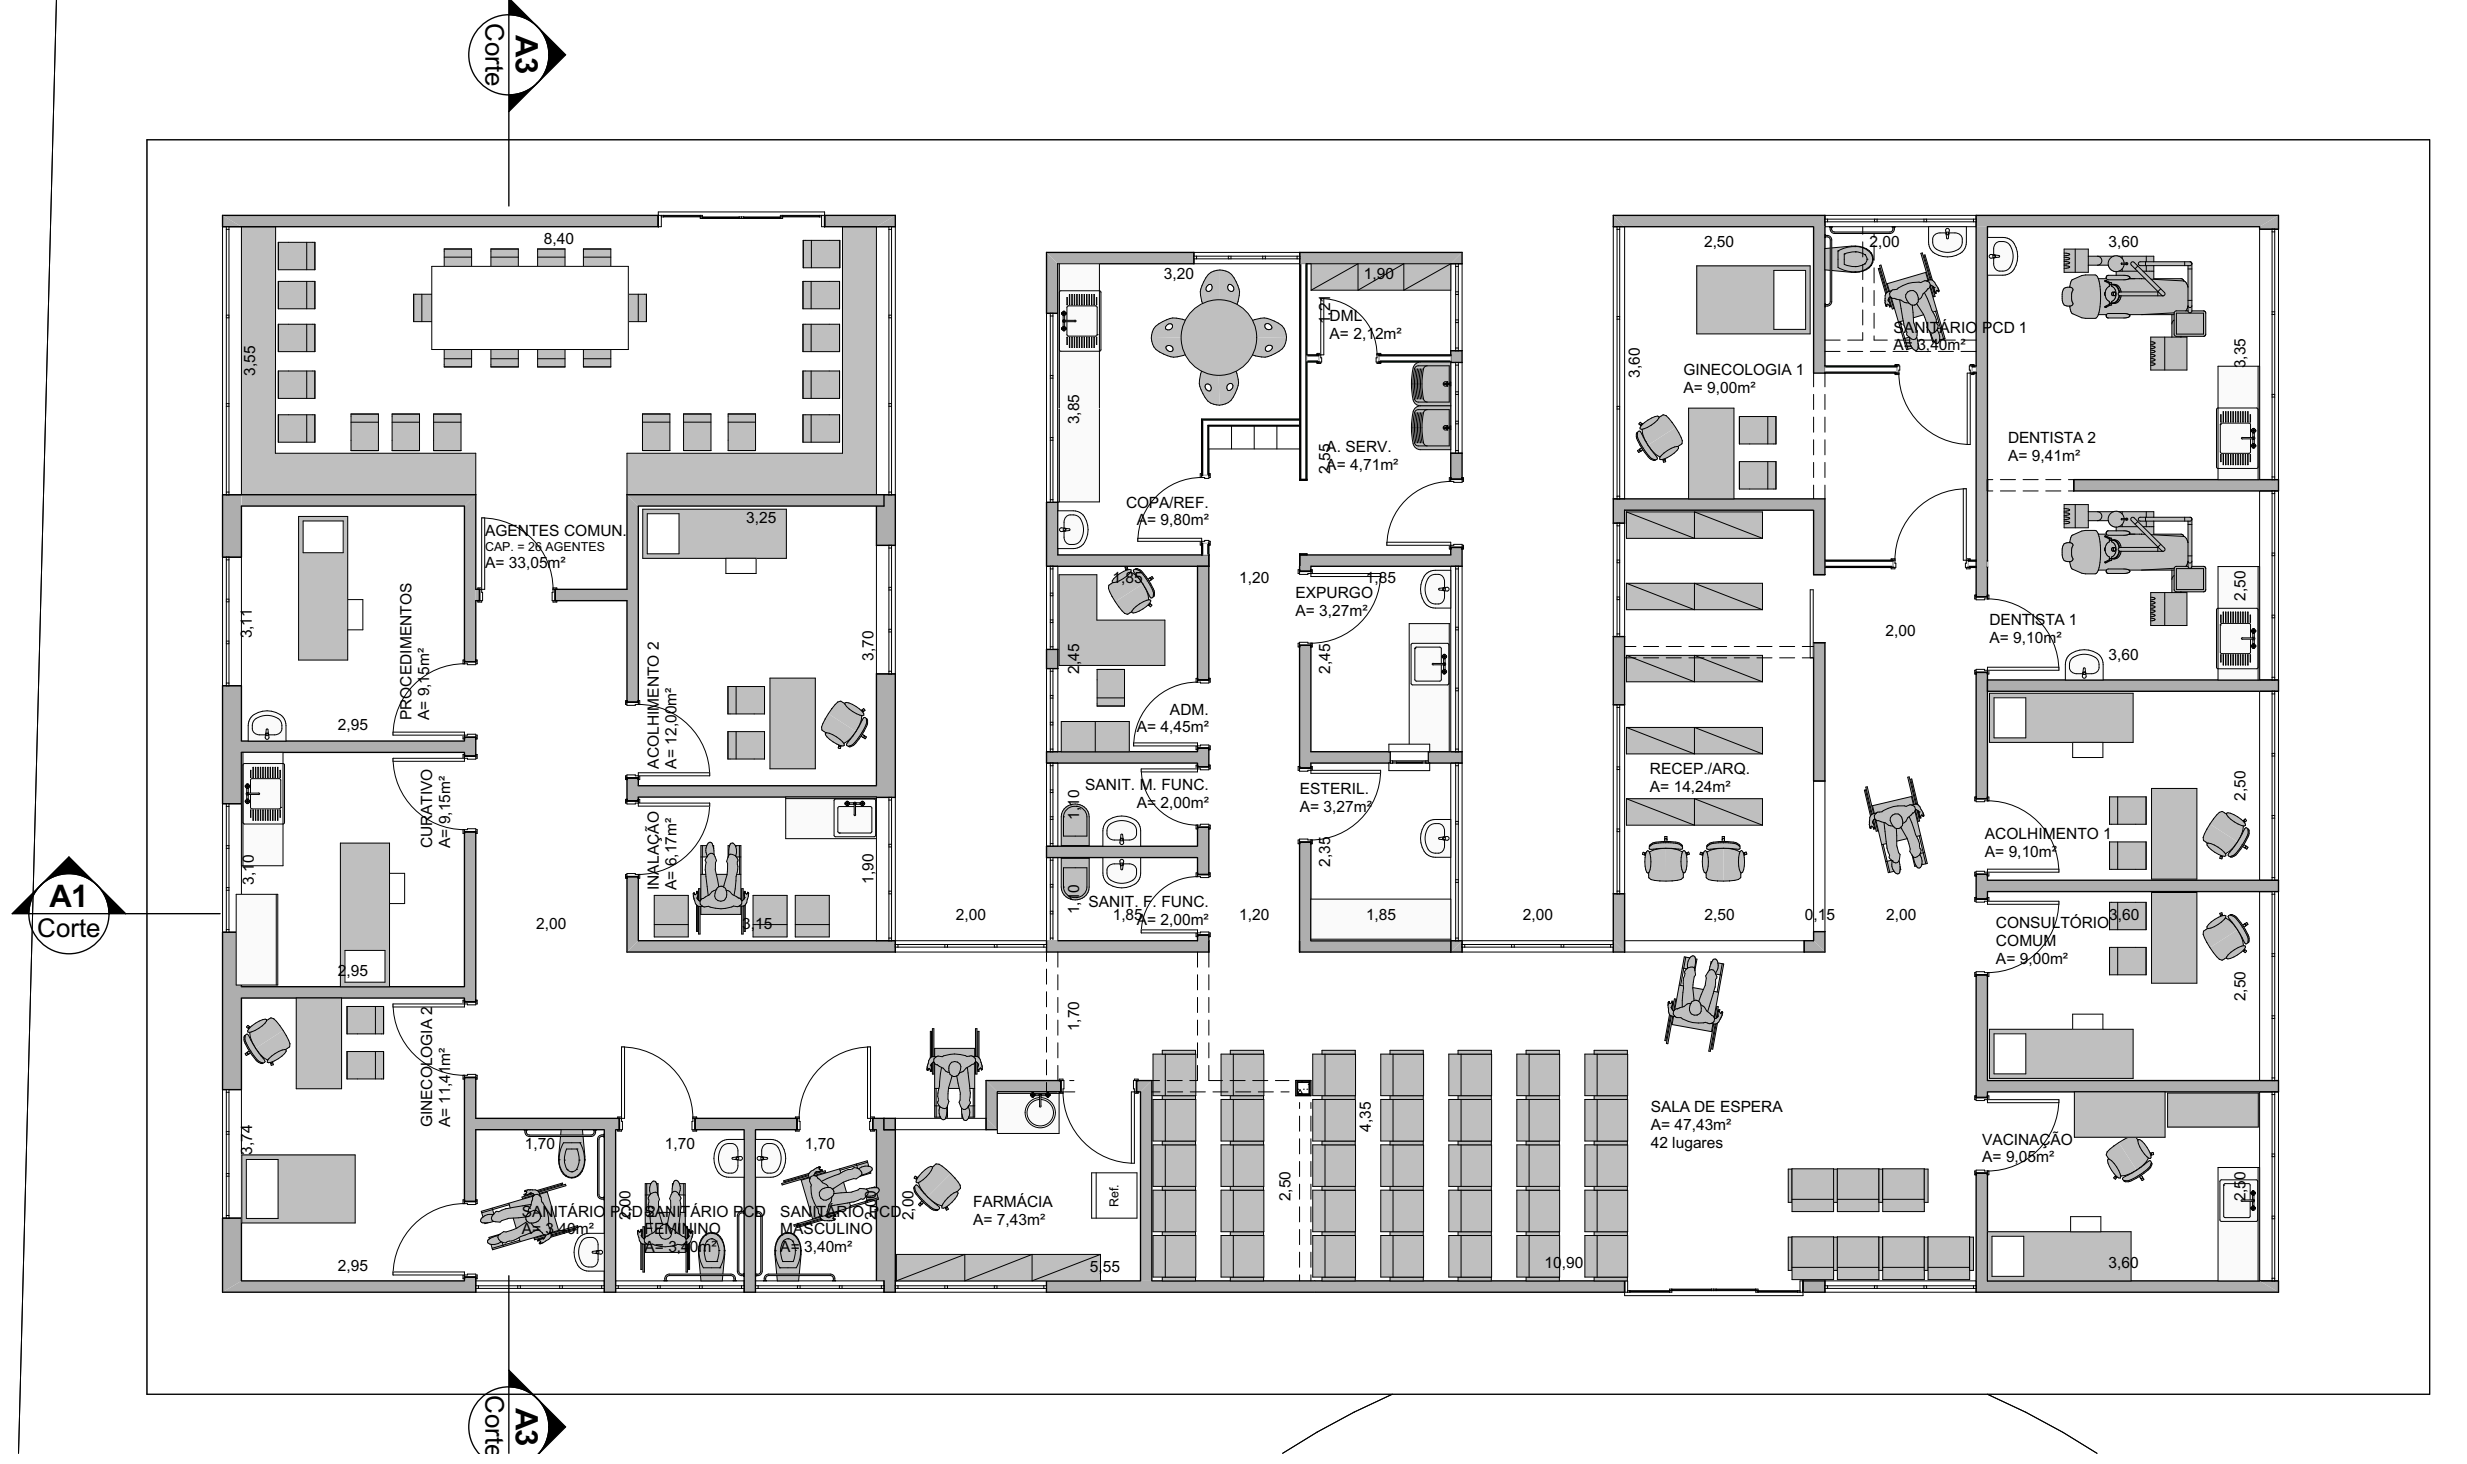 A3
Corte
8,40
3,20
1,90
2,50
2,00
3,60
1,21
DML
A= 2,12m²
SANITÁRIO PCD 1
A= 3,40m²
3,55
3,60
3,35
GINECOLOGIA 1
A= 9,00m²
3,85
DENTISTA 2
A= 9,41m²
2,55
A. SERV.
A= 4,71m²
COPA/REF.
A= 9,80m²
3,25
AGENTES COMUN.
CAP. = 26 AGENTES
A= 33,05m²
1,85
1,20
1,85
EXPURGO
A= 3,27m²
2,50
3,11
PROCEDIMENTOS
A= 9,15m²
DENTISTA 1
A= 9,10m²
2,00
3,60
3,70
2,45
2,45
ACOLHIMENTO 2
A= 12,00m²
2,95
ADM.
A= 4,45m²
RECEP./ARQ.
A= 14,24m²
SANIT. M. FUNC.
A= 2,00m²
1,10
ESTERIL.
A= 3,27m²
2,50
CURATIVO
A= 9,15m²
ACOLHIMENTO 1
A= 9,10m²
INALAÇÃO
A= 6,17m²
3,10
1,90
2,35
A1
Corte
SANIT. F. FUNC.
A= 2,00m²
2,00
3,15
2,00
1,85
1,20
1,85
2,00
2,50
0,15
2,00
3,60
CONSULTÓRIO
COMUM
A= 9,00m²
2,95
2,50
1,70
GINECOLOGIA 2
A= 11,41m²
4,35
SALA DE ESPERA
A= 47,43m²
42 lugares
3,74
1,70
1,70
1,70
VACINAÇÃO
A= 9,05m²
2,50
2,50
Ref.
FARMÁCIA
A= 7,43m²
2,00
2,00
2,00
SANITÁRIO PCD
A= 3,40m²
SANITÁRIO PCD
FEMININO
A= 3,40m²
SANITÁRIO PCD
MASCULINO
A= 3,40m²
2,95
5,55
10,90
3,60
A3
Corte